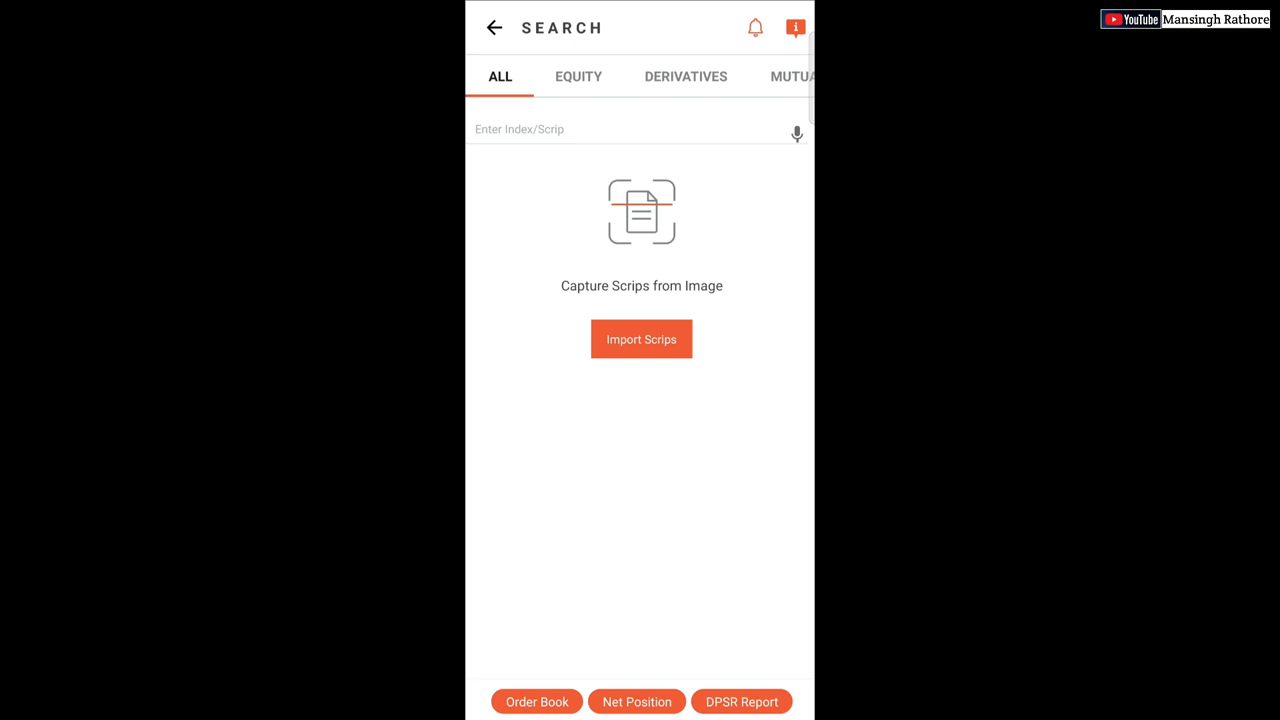 YouTube Mansingh Rathore
SEARCH
ALL EQUITY DERIVATIVES MUTUA
Enter Index/Scrip
Capture Scrips from Image
Import Scrips
Order Book Net Position DPSR Report